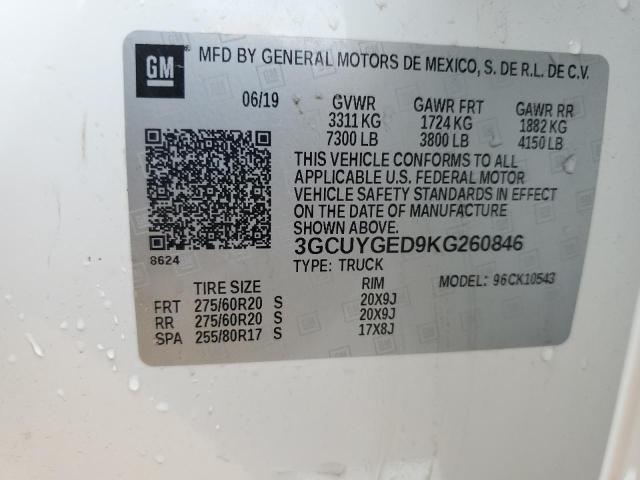 GM MFD BY GENERAL MOTORS DE MEXICO, S. DE R.L. DE C.V.
06/19 GVWR GAWR FRT GAWR RR
3311 KG 1724 KG 1882 KG
7300 LB 3800 LB 4150 LB
THIS VEHICLE CONFORMS TO ALL
APPLICABLE U.S. FEDERAL MOTOR
VEHICLE SAFETY STANDARDS IN EFFECT
ON THE DATE OF MANUFACTURE
SHOWN ABOVE.
8624 3GCUYGED9KG260846
TYPE: TRUCK MODEL: 96CK10543
TIRE SIZE RIM
FRT 275/60R20 S 20X9J
RR 275/60R20 S 20X9J
SPA 255/80R17 S 17X8J